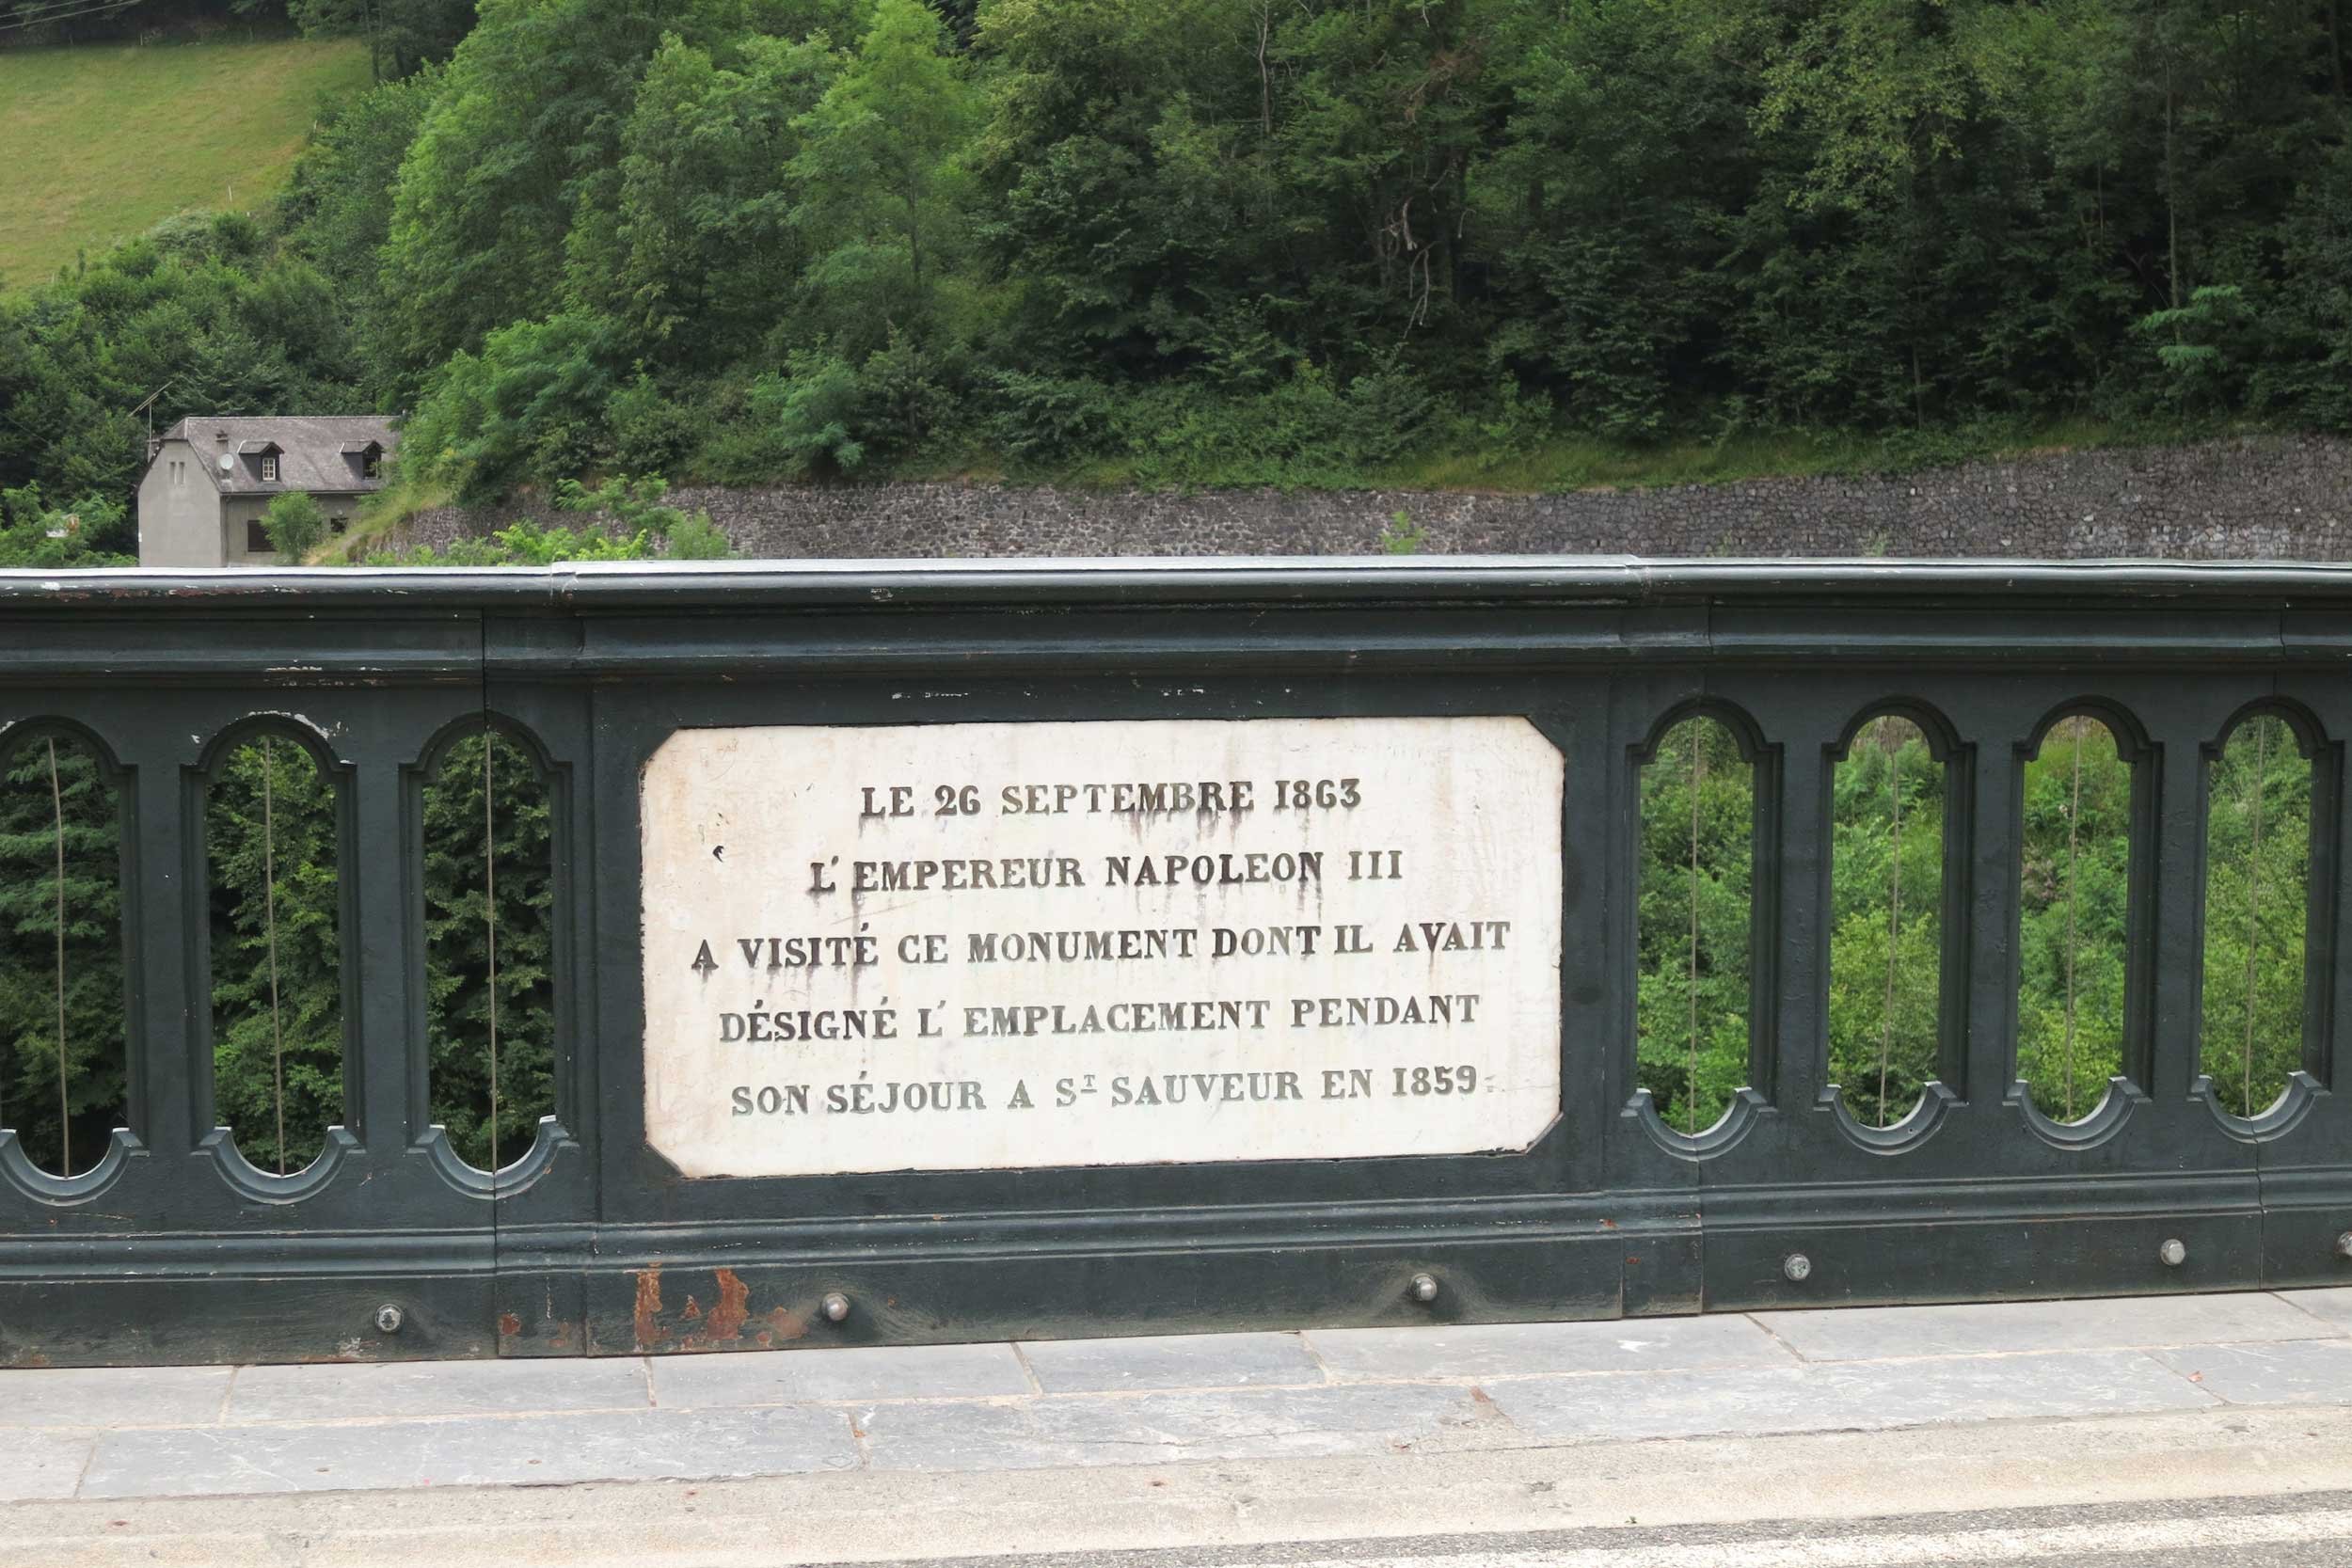 LE 26 SEPTEMBRE 1863
L'EMPEREUR NAPOLEON III
A VISITÉ CE MONUMENT DONT IL AVAIT
DÉSIGNÉ L'EMPLACEMENT PENDANT
SON SÉJOUR A ST SAUVEUR EN 1859